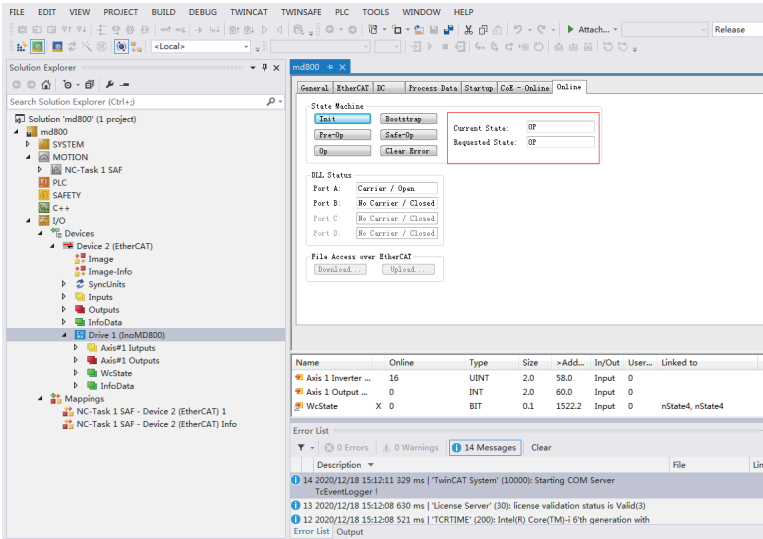 FILE EDIT VIEW PROJECT BUILD DEBUG TWINCAT TWINSAFE PLC TOOLS WINDOW HELP
Attach... Release
<Local>
Solution Explorer
md800
Search Solution Explorer (Ctrl+;)
Solution 'md800' (1 project)
md800
SYSTEM
MOTION
NC-Task 1 SAF
PLC
SAFETY
C++
I/O
Devices
Device 2 (EtherCAT)
Image
Image-Info
SyncUnits
Inputs
Outputs
InfoData
Drive 1 (InoMD800)
Axis#1 Iutputs
Axis#1 Outputs
WcState
InfoData
Mappings
NC-Task 1 SAF - Device 2 (EtherCAT) 1
NC-Task 1 SAF - Device 2 (EtherCAT) Info
General EtherCAT DC Process Data Startup CoE - Online Online
State Machine
Init Bootstrap
Pre-Op Safe-Op
Op Clear Error
Current State: OP
Requested State: OP
DLL Status
Port A: Carrier / Open
Port B: No Carrier / Closed
Port C: No Carrier / Closed
Port D: No Carrier / Closed
File Access over EtherCAT
Download... Upload...
Name Online Type Size >Add... In/Out User... Linked to
Axis 1 Inverter ... 16 UINT 2.0 58.0 Input 0
Axis 1 Output ... 0 INT 2.0 60.0 Input 0
WcState X 0 BIT 0.1 1522.2 Input 0 nState4, nState4
Error List
0 Errors 0 Warnings 14 Messages Clear
Description File Lin
14 2020/12/18 15:12:11 329 ms | 'TwinCAT System' (10000): Starting COM Server
TcEventLogger !
13 2020/12/18 15:12:08 630 ms | 'License Server' (30): license validation status is Valid(3)
12 2020/12/18 15:12:08 521 ms | 'TCRTIME' (200): Intel(R) Core(TM)-i 6'th generation with
Error List Output